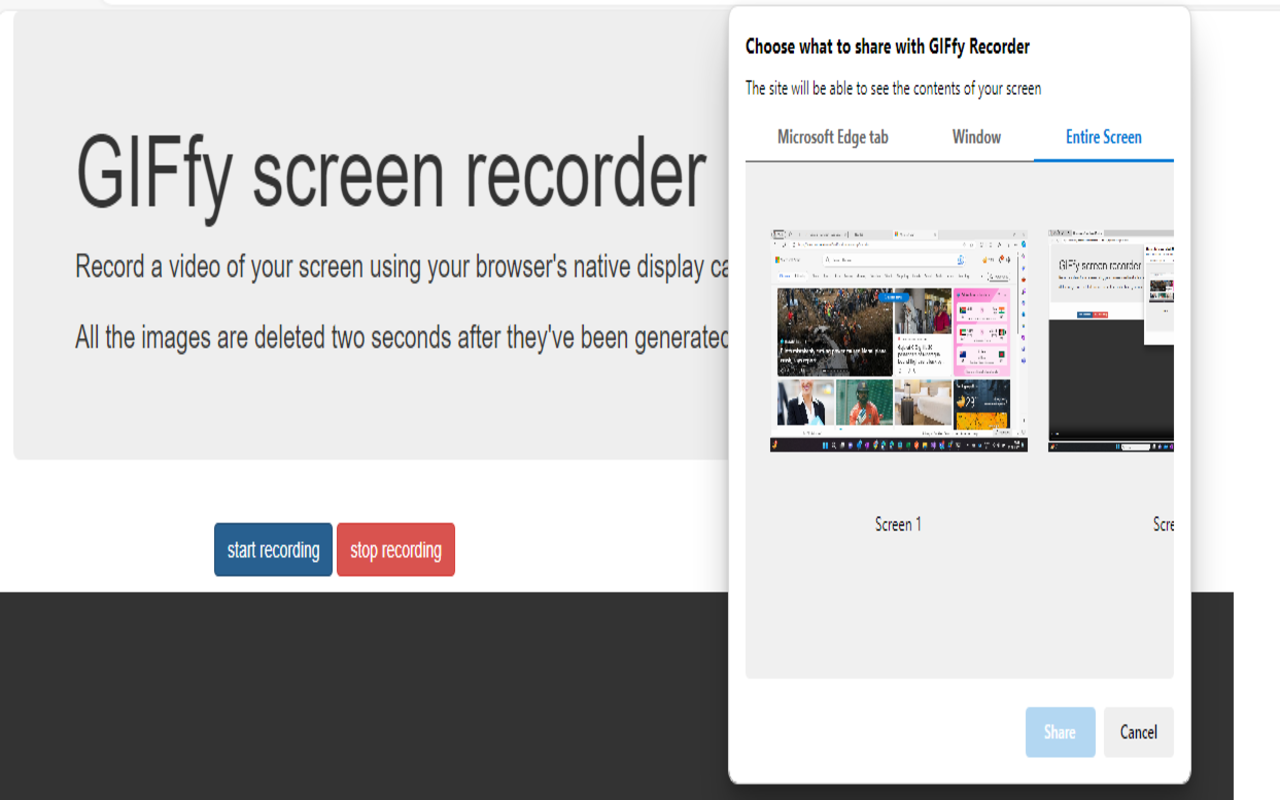 GIFfy screen recorder
Record a video of your screen using your browser's native display ca
All the images are deleted two seconds after they've been generated
start recording
stop recording
Choose what to share with GIFfy Recorder
The site will be able to see the contents of your screen
Microsoft Edge tab
Window
Entire Screen
GIFfy screen recorder
Screen 1
Scre
Share
Cancel